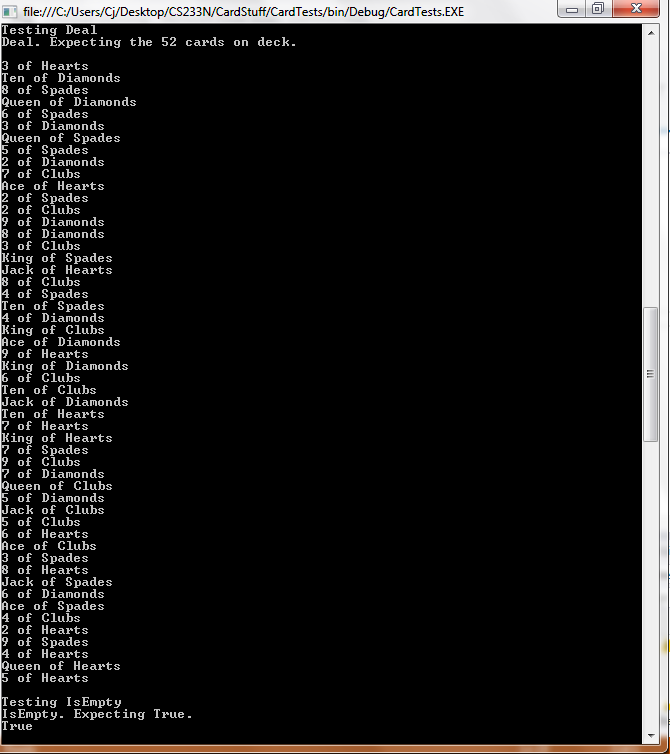 file:///C:/Users/Cj/Desktop/CS233N/CardStuff/CardTests/bin/Debug/CardTests.EXE
Testing Deal
Deal. Expecting the 52 cards on deck.
3 of Hearts
Ten of Diamonds
8 of Spades
Queen of Diamonds
6 of Spades
3 of Diamonds
Queen of Spades
5 of Spades
2 of Diamonds
7 of Clubs
Ace of Hearts
2 of Spades
2 of Clubs
9 of Diamonds
8 of Diamonds
3 of Clubs
King of Spades
Jack of Hearts
8 of Clubs
4 of Spades
Ten of Spades
4 of Diamonds
King of Clubs
Ace of Diamonds
9 of Hearts
King of Diamonds
6 of Clubs
Ten of Clubs
Jack of Diamonds
Ten of Hearts
7 of Hearts
King of Hearts
7 of Spades
9 of Clubs
7 of Diamonds
Queen of Clubs
5 of Diamonds
Jack of Clubs
5 of Clubs
6 of Hearts
Ace of Clubs
3 of Spades
8 of Hearts
Jack of Spades
6 of Diamonds
Ace of Spades
4 of Clubs
2 of Hearts
9 of Spades
4 of Hearts
Queen of Hearts
5 of Hearts
Testing IsEmpty
IsEmpty. Expecting True.
True